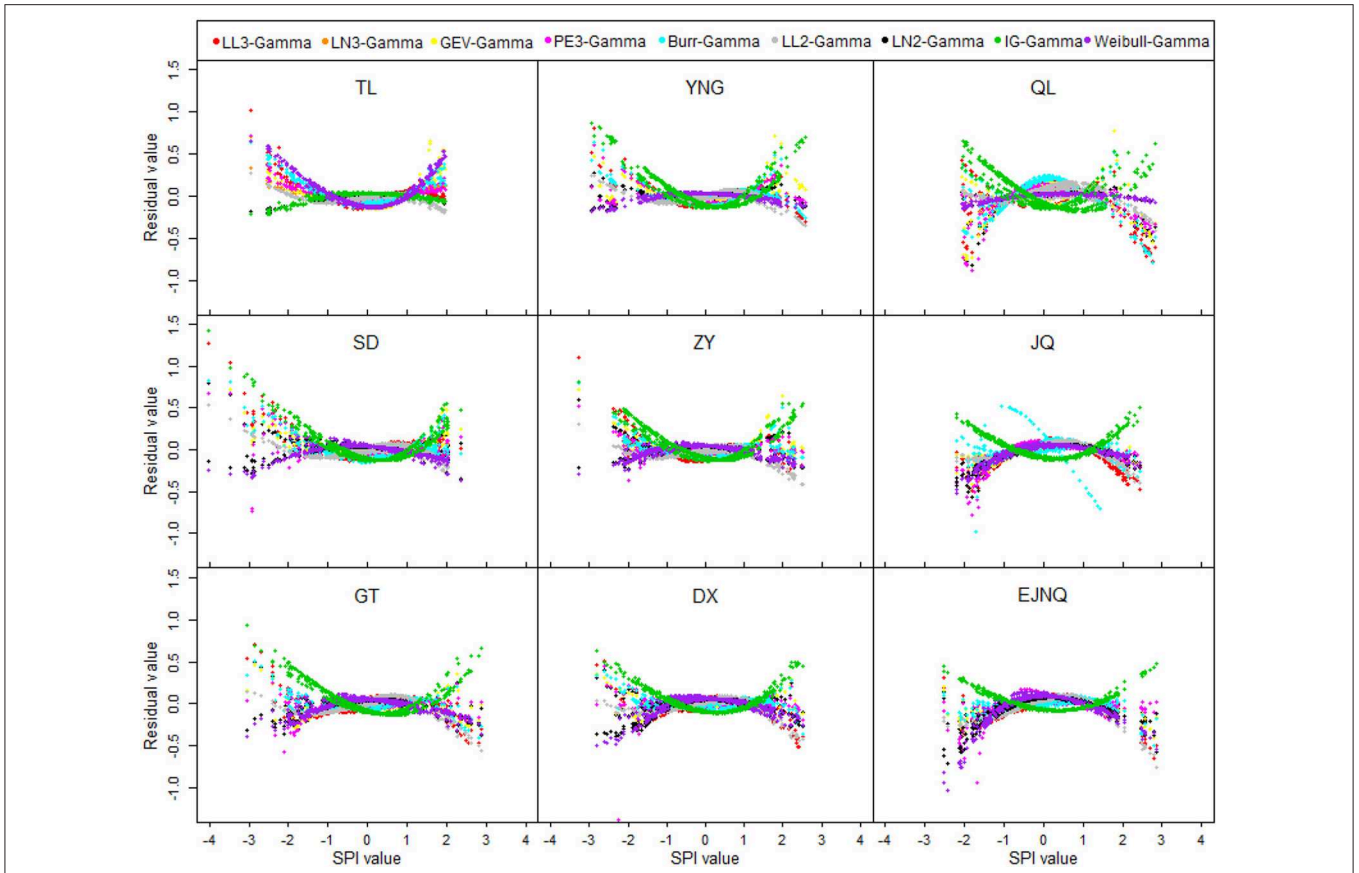 LL3-Gamma LN3-Gamma GEV-Gamma PE3-Gamma Burr-Gamma LL2-Gamma LN2-Gamma IG-Gamma Weibull-Gamma
TL YNG QL
1.5
1.0
0.5
0.0
-0.5
-1.0
Residual value
SD ZY JQ
1.5
1.0
0.5
0.0
-0.5
-1.0
Residual value
GT DX EJNQ
1.5
1.0
0.5
0.0
-0.5
-1.0
Residual value
-4 -3 -2 -1 0 1 2 3 4 -4 -3 -2 -1 0 1 2 3 4 -4 -3 -2 -1 0 1 2 3 4
SPI value SPI value SPI value